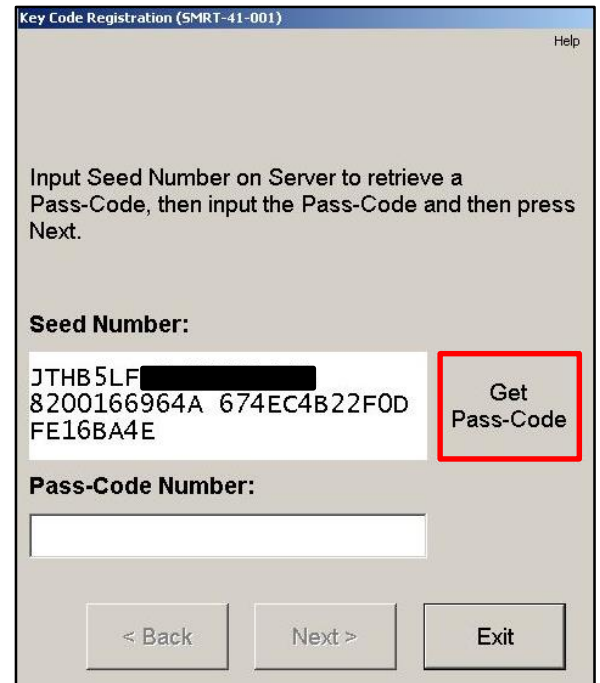 Key Code Registration (SMRT-41-001)
Help
Input Seed Number on Server to retrieve a
Pass-Code, then input the Pass-Code and then press
Next.
Seed Number:
JTHB5LF
8200166964A 674EC4B22F0D
FE16BA4E
Get
Pass-Code
Pass-Code Number:
< Back
Next >
Exit